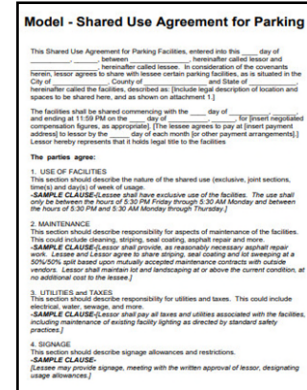 Model - Shared Use Agreement for Parking
This Shared Use Agreement for Parking Facilities, entered into this ____ day of
__________, ______, between ______________, hereinafter called lessor and
______________, hereinafter called lessee. In consideration of the covenants
herein, lessor agrees to share with lessee certain parking facilities, as is situated in the
City of ______________, County of __________ and State of __________,
hereinafter called the facilities, described as: [Include legal description of location and
spaces to be shared here, and as shown on attachment 1.]
The facilities shall be shared commencing with the ____ day of __________, ______,
and ending at 11:59 PM on the ____ day of __________, ______, for [insert negotiated
compensation figures, as appropriate]. [The lessee agrees to pay at [insert payment
address] to lessor by the ____ day of each month [or other payment arrangements].]
Lessor hereby represents that it holds legal title to the facilities
The parties agree:
1. USE OF FACILITIES
This section should describe the nature of the shared use (exclusive, joint sections,
time(s) and day(s) of week of usage.
-SAMPLE CLAUSE-[Lessee shall have exclusive use of the facilities. The use shall
only be between the hours of 5:30 PM Friday through 5:30 AM Monday and between
the hours of 5:30 PM and 5:30 AM Monday through Thursday.]
2. MAINTENANCE
This section should describe responsibility for aspects of maintenance of the facilities.
This could include cleaning, striping, seal coating, asphalt repair and more.
-SAMPLE CLAUSE-[Lessor shall provide, as reasonably necessary asphalt repair
work. Lessee and Lessor agree to share striping, seal coating and lot sweeping at a
50%/50% split based upon mutually accepted maintenance contracts with outside
vendors. Lessor shall maintain lot and landscaping at or above the current condition, at
no additional cost to the lessee.]
3. UTILITIES and TAXES
This section should describe responsibility for utilities and taxes. This could include
electrical, water, sewage, and more.
-SAMPLE CLAUSE-[Lessor shall pay all taxes and utilities associated with the facilities,
including maintenance of existing facility lighting as directed by standard safety
practices.]
4. SIGNAGE
This section should describe signage allowances and restrictions.
-SAMPLE CLAUSE-
[Lessee may provide signage, meeting with the written approval of lessor, designating
usage allowances.]